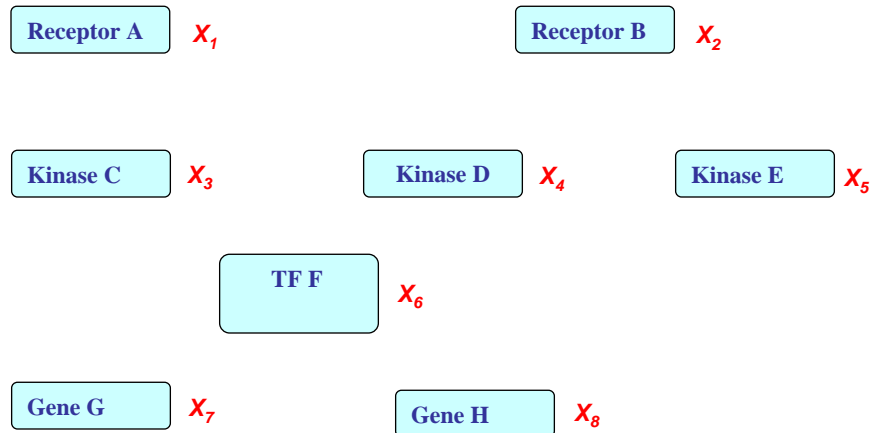 Receptor A X1 Receptor B X2
Kinase C X3 Kinase D X4 Kinase E X5
TF F X6
Gene G X7 Gene H X8